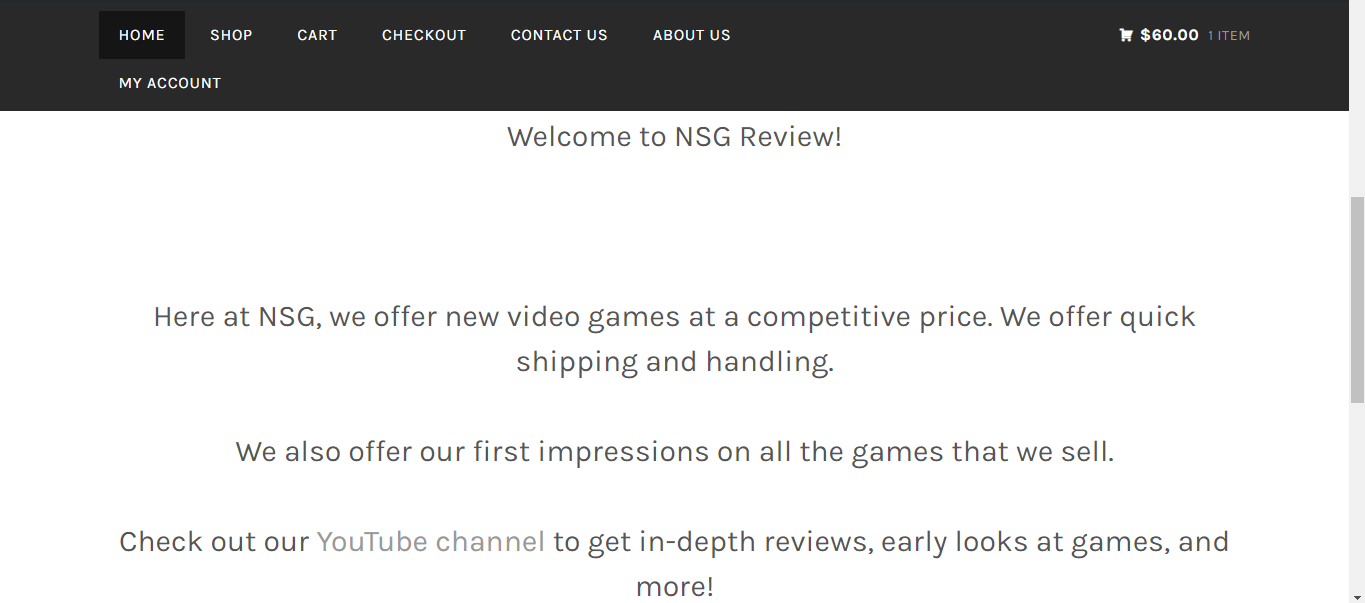 HOME SHOP CART CHECKOUT CONTACT US ABOUT US $60.00 1 ITEM
MY ACCOUNT
Welcome to NSG Review!
Here at NSG, we offer new video games at a competitive price. We offer quick
shipping and handling.
We also offer our first impressions on all the games that we sell.
Check out our YouTube channel to get in-depth reviews, early looks at games, and
more!